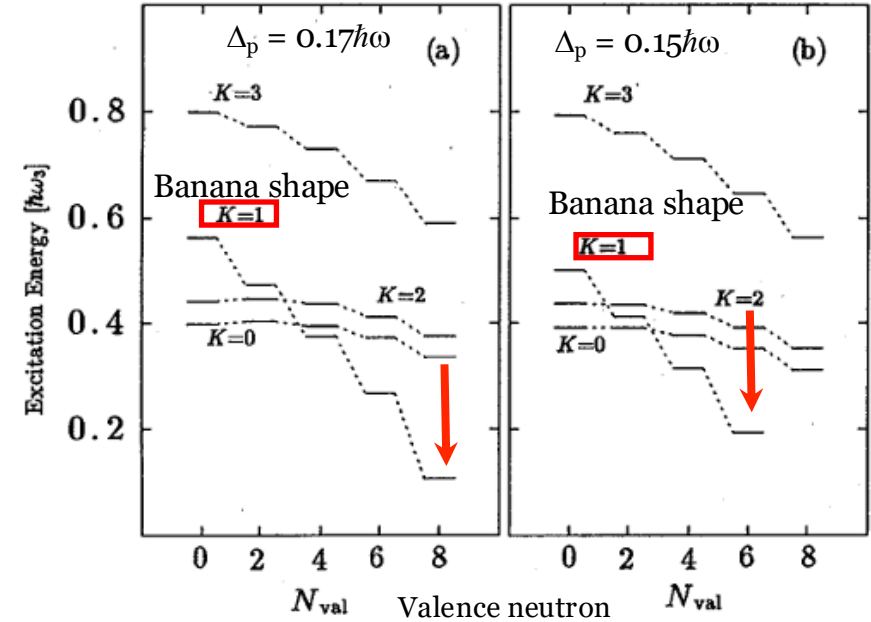 Δp = 0.17ℏω
(a)
Δp = 0.15ℏω
(b)
K=3
K=3
0.8
Banana shape
Banana shape
0.6
K=1
K=1
Excitation Energy [ℏω3]
K=2
K=2
0.4
K=0
K=0
0.2
0 2 4 6 8
0 2 4 6 8
Nval
Valence neutron
Nval